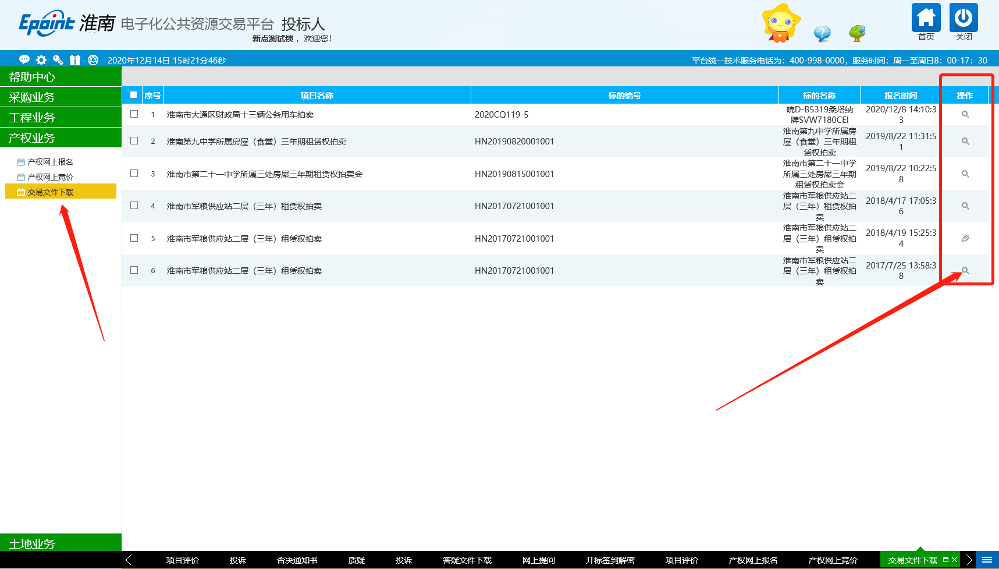 Epoint 淮南 电子化公共资源交易平台 投标人
新点测试锁，欢迎您！
首页
关闭
2020年12月14日 15时21分46秒
平台统一技术服务电话为：400-998-0000，服务时间：周一至周日8：00-17：30
帮助中心
采购业务
工程业务
产权业务
产权网上报名
产权网上竞价
交易文件下载
土地业务
序号 项目名称 标的编号 标的名称 报名时间 操作
1 淮南市大通区财政局十三辆公务用车拍卖 2020CQ119-5
皖D-B5319桑塔纳
牌SVW7180CEI
2020/12/8 14:10:3
3
2 淮南第九中学所属房屋（食堂）三年期租赁权拍卖 HN20190820001001
淮南第九中学所属房
屋（食堂）三年期租
赁权拍卖
2019/8/22 11:31:5
1
3 淮南市第二十一中学所属三处房屋三年期租赁权拍卖会 HN20190815001001
淮南市第二十一中学
所属三处房屋三年期
租赁权拍卖会
2019/8/22 10:22:5
8
4 淮南市军粮供应站二层（三年）租赁权拍卖 HN20170721001001
淮南市军粮供应站二
层（三年）租赁权拍
卖
2018/4/17 17:05:3
6
5 淮南市军粮供应站二层（三年）租赁权拍卖 HN20170721001001
淮南市军粮供应站二
层（三年）租赁权拍
卖
2018/4/19 15:25:3
4
6 淮南市军粮供应站二层（三年）租赁权拍卖 HN20170721001001
淮南市军粮供应站二
层（三年）租赁权拍
卖
2017/7/25 13:58:3
8
项目评价 投诉 否决通知书 质疑 投诉 答疑文件下载 网上提问 开标签到解密 项目评价 产权网上报名 产权网上竞价 交易文件下载